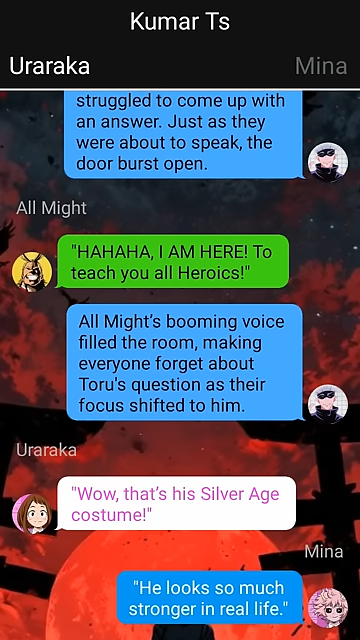 Kumar Ts
Uraraka
Mina
struggled to come up with
an answer. Just as they
were about to speak, the
door burst open.
All Might
"HAHAHA, I AM HERE! To
teach you all Heroics!"
All Might’s booming voice
filled the room, making
everyone forget about
Toru's question as their
focus shifted to him.
Uraraka
"Wow, that’s his Silver Age
costume!"
Mina
"He looks so much
stronger in real life."